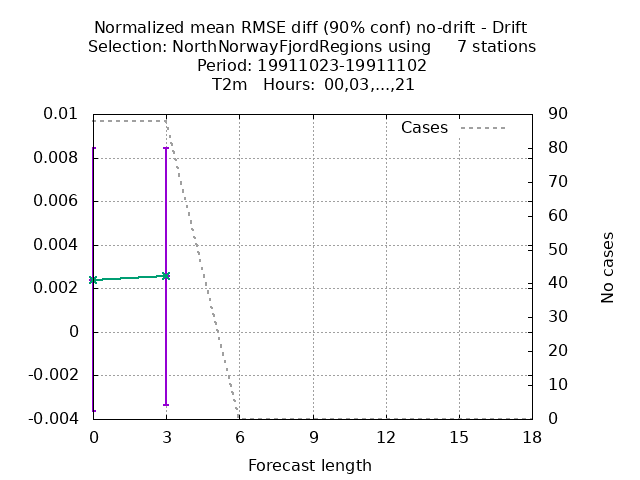 Normalized mean RMSE diff (90% conf) no-drift - Drift
Selection: NorthNorwayFjordRegions using     7 stations
Period: 19911023-19911102
T2m   Hours:  00,03,...,21
Cases
0.01
0.008
0.006
0.004
0.002
0
-0.002
-0.004
90
80
70
60
50
40
30
20
10
0
No cases
0 3 6 9 12 15 18
Forecast length